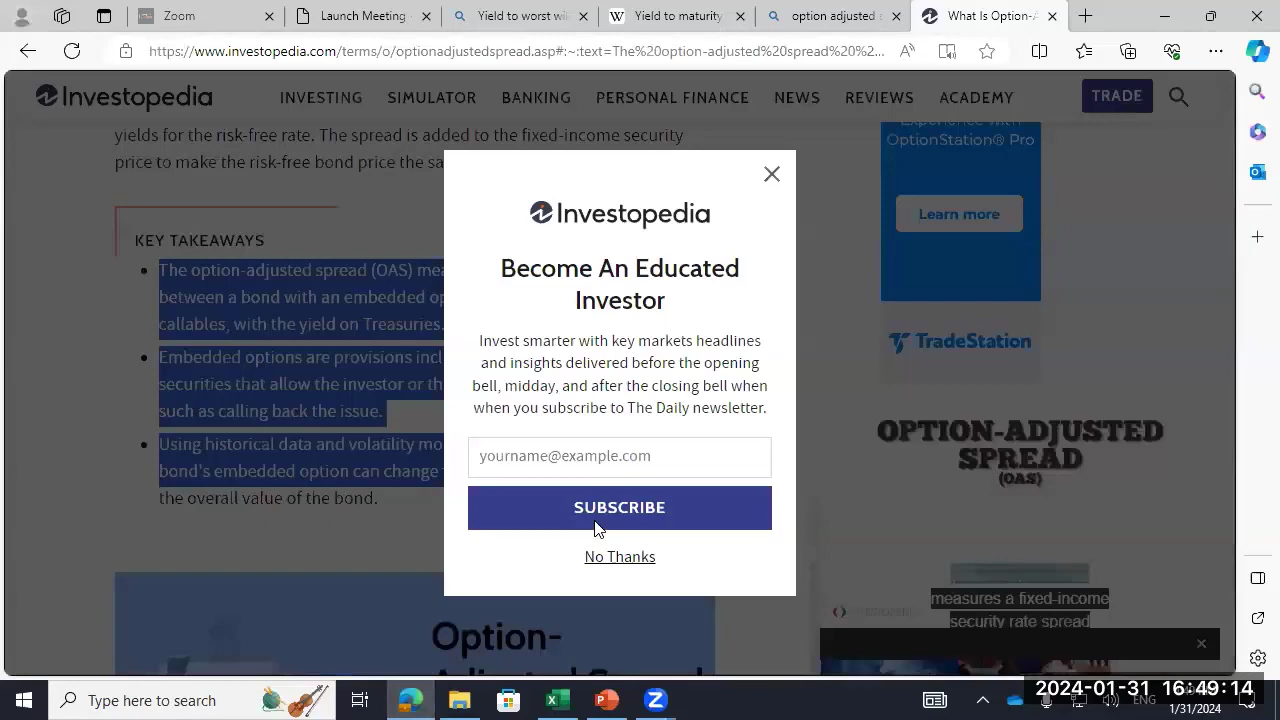 Zoom
Launch Meeting -
Yield to worst wi
Yield to maturity
option adjusted s
What Is Option-A
https://www.investopedia.com/terms/o/optionadjustedspread.asp#:~:text=The%20option-adjusted%20spread%20%2...
Investopedia
INVESTING
SIMULATOR
BANKING
PERSONAL FINANCE
NEWS
REVIEWS
ACADEMY
TRADE
yields for the
The spread is added to the fixed-income security
price to make the risk-free bond price the sa
KEY TAKEAWAYS
The option-adjusted spread (OAS) mea
between a bond with an embedded op
callables, with the yield on Treasuries.
Embedded options are provisions incl
securities that allow the investor or th
such as calling back the issue.
Using historical data and volatility mo
bond's embedded option can change
the overall value of the bond.
Option-
Investopedia
Become An Educated
Investor
Invest smarter with key markets headlines
and insights delivered before the opening
bell, midday, and after the closing bell when
when you subscribe to The Daily newsletter.
yourname@example.com
SUBSCRIBE
No Thanks
Experience with
OptionStation® Pro
Learn more
TradeStation
OPTION-ADJUSTED
SPREAD
(OAS)
measures a fixed-income
security rate spread
Type here to search
ENG
2024-01-31 16:49:14
1/31/2024